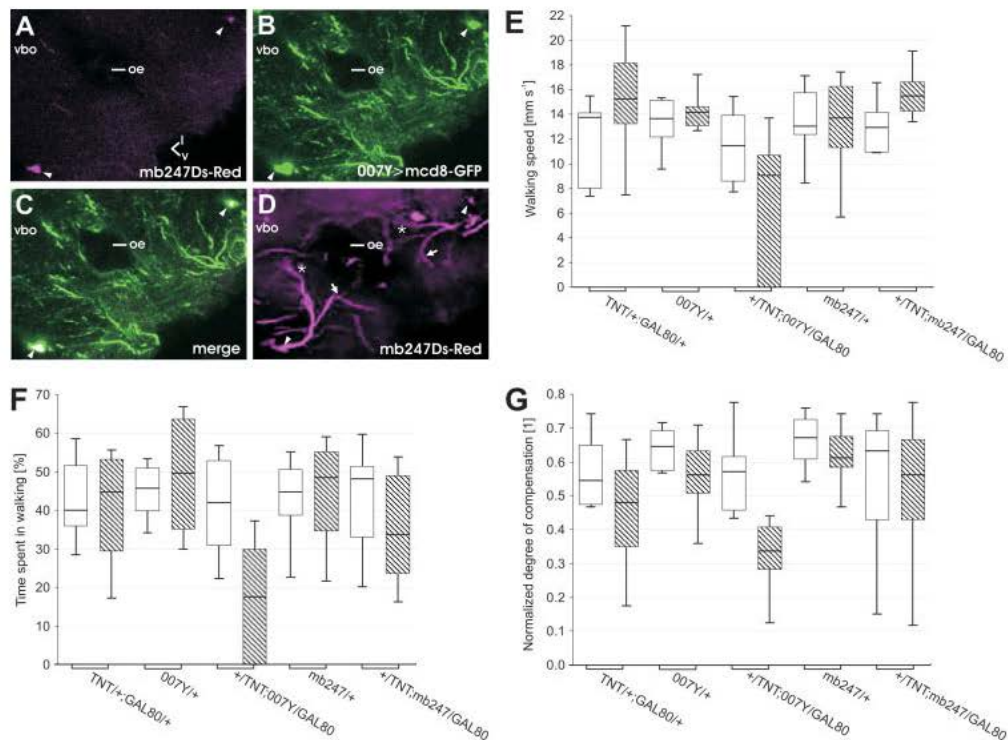 A
vbo
oe
l
v
mb247Ds-Red
B
vbo
oe
007Y>mcd8-GFP
C
vbo
oe
merge
D
vbo
*
oe
*
mb247Ds-Red
E
Walking speed [mm s⁻¹]
22
20
18
16
14
12
10
8
6
4
2
0
TNT/+;GAL80/+
007Y/+
+/TNT;007Y/GAL80
mb247/+
+/TNT;mb247/GAL80
F
Time spent in walking [%]
70
60
50
40
30
20
10
0
TNT/+;GAL80/+
007Y/+
+/TNT;007Y/GAL80
mb247/+
+/TNT;mb247/GAL80
G
Normalized degree of compensation [1]
0.8
0.7
0.6
0.5
0.4
0.3
0.2
0.1
0.0
TNT/+;GAL80/+
007Y/+
+/TNT;007Y/GAL80
mb247/+
+/TNT;mb247/GAL80